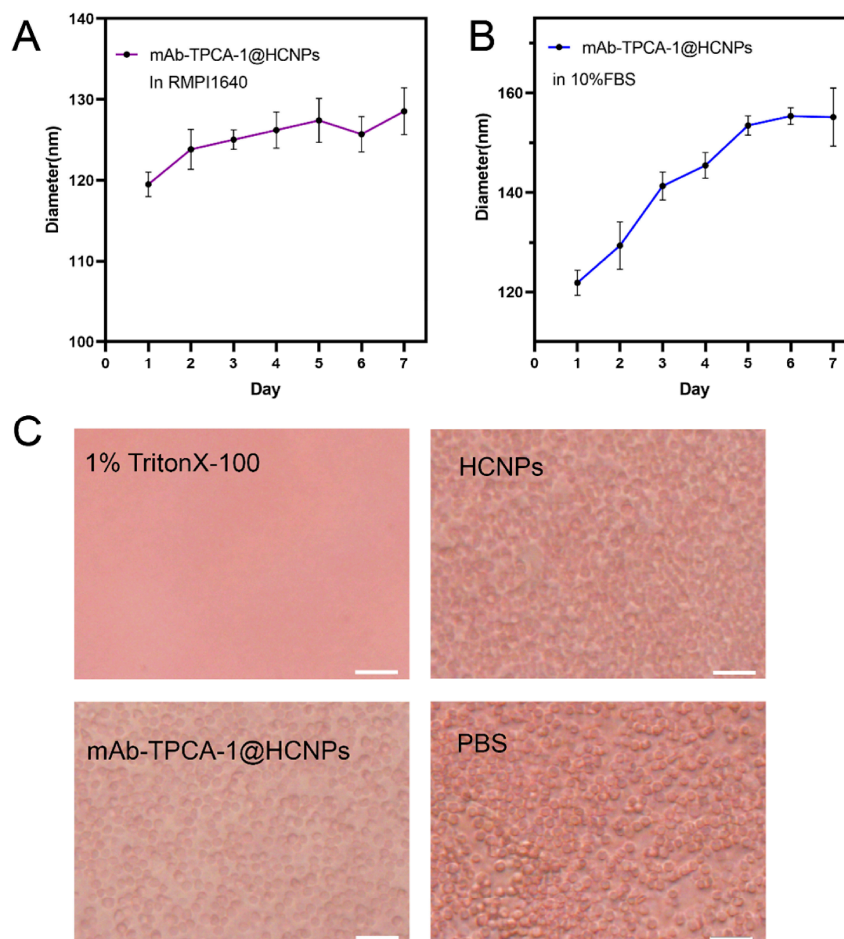 A
mAb-TPCA-1@HCNPs
In RMPI1640
Diameter(nm)
140
130
120
100
0 1 2 3 4 5 6 7
Day
B
mAb-TPCA-1@HCNPs
in 10%FBS
Diameter(nm)
160
140
120
0 1 2 3 4 5 6 7
Day
C
1% TritonX-100
HCNPs
mAb-TPCA-1@HCNPs
PBS